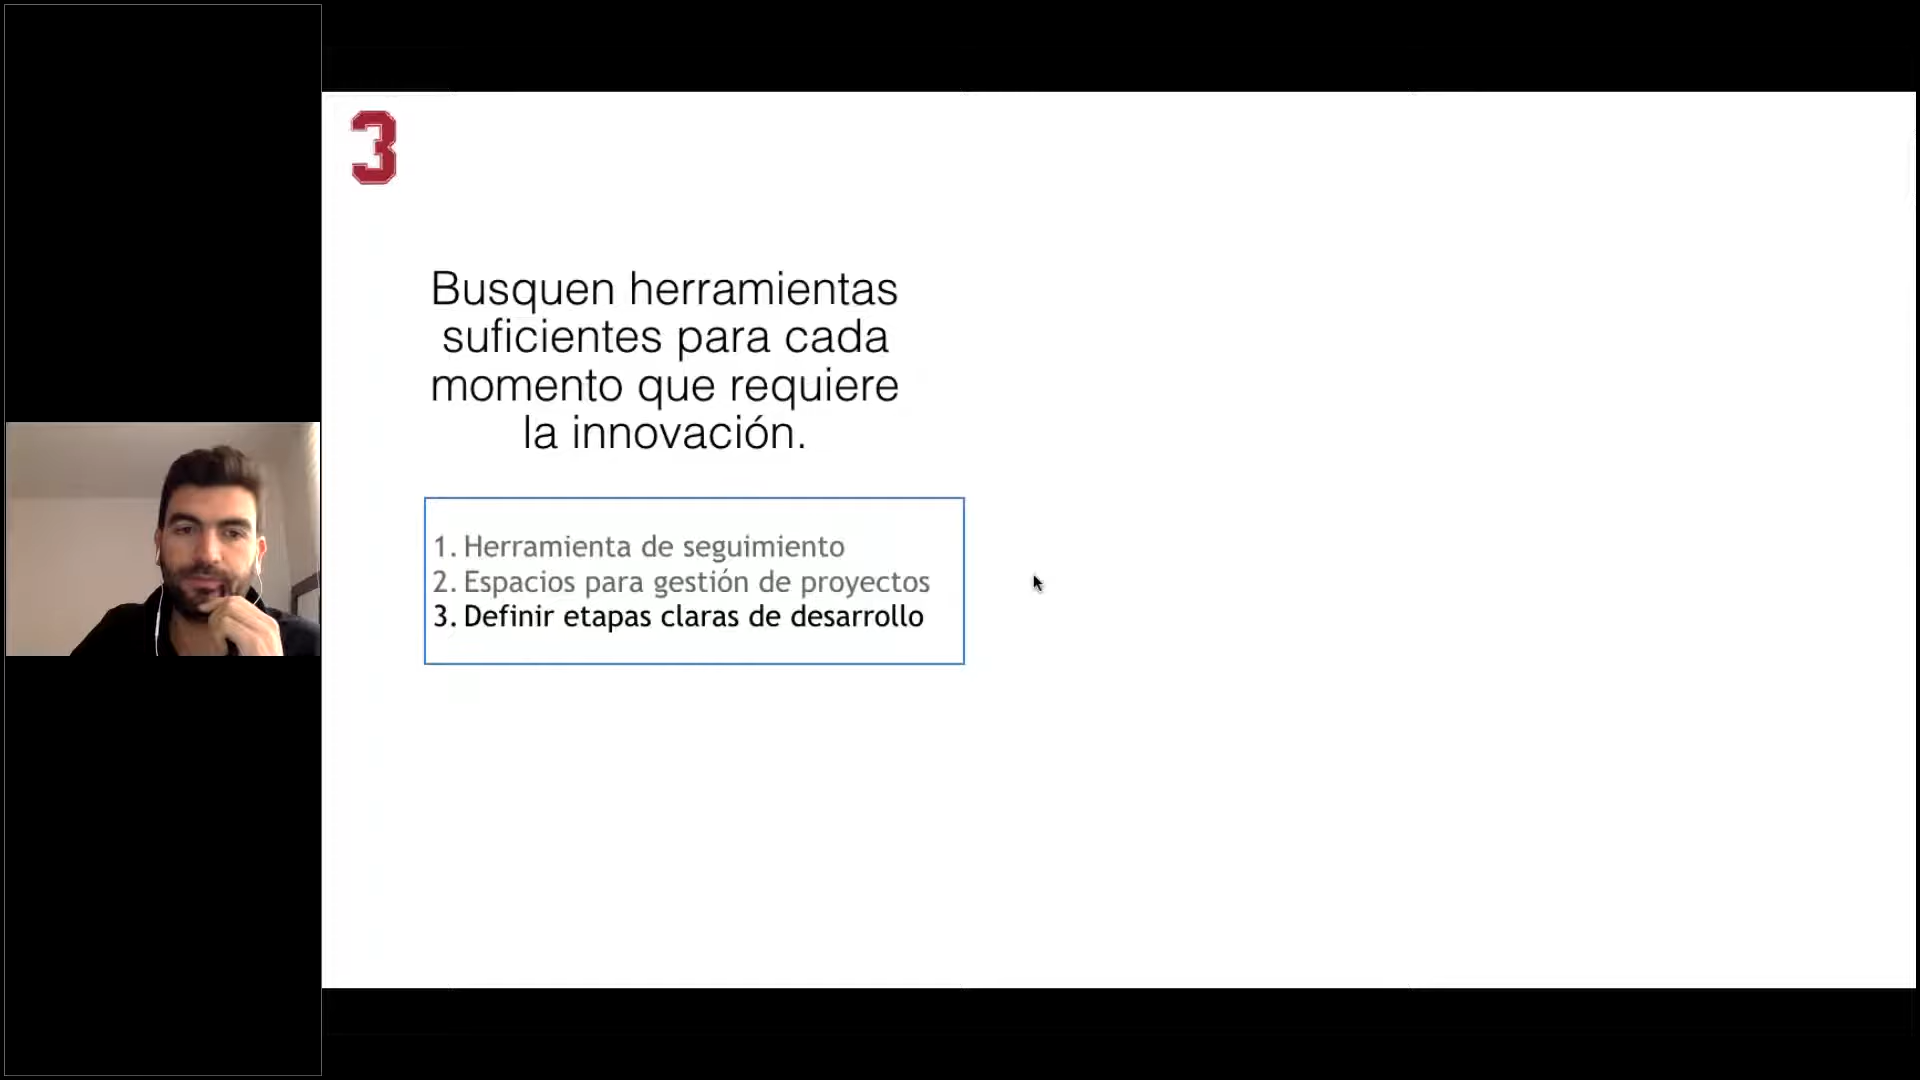 3
Busquen herramientas
suficientes para cada
momento que requiere
la innovación.
1. Herramienta de seguimiento
2. Espacios para gestión de proyectos
3. Definir etapas claras de desarrollo